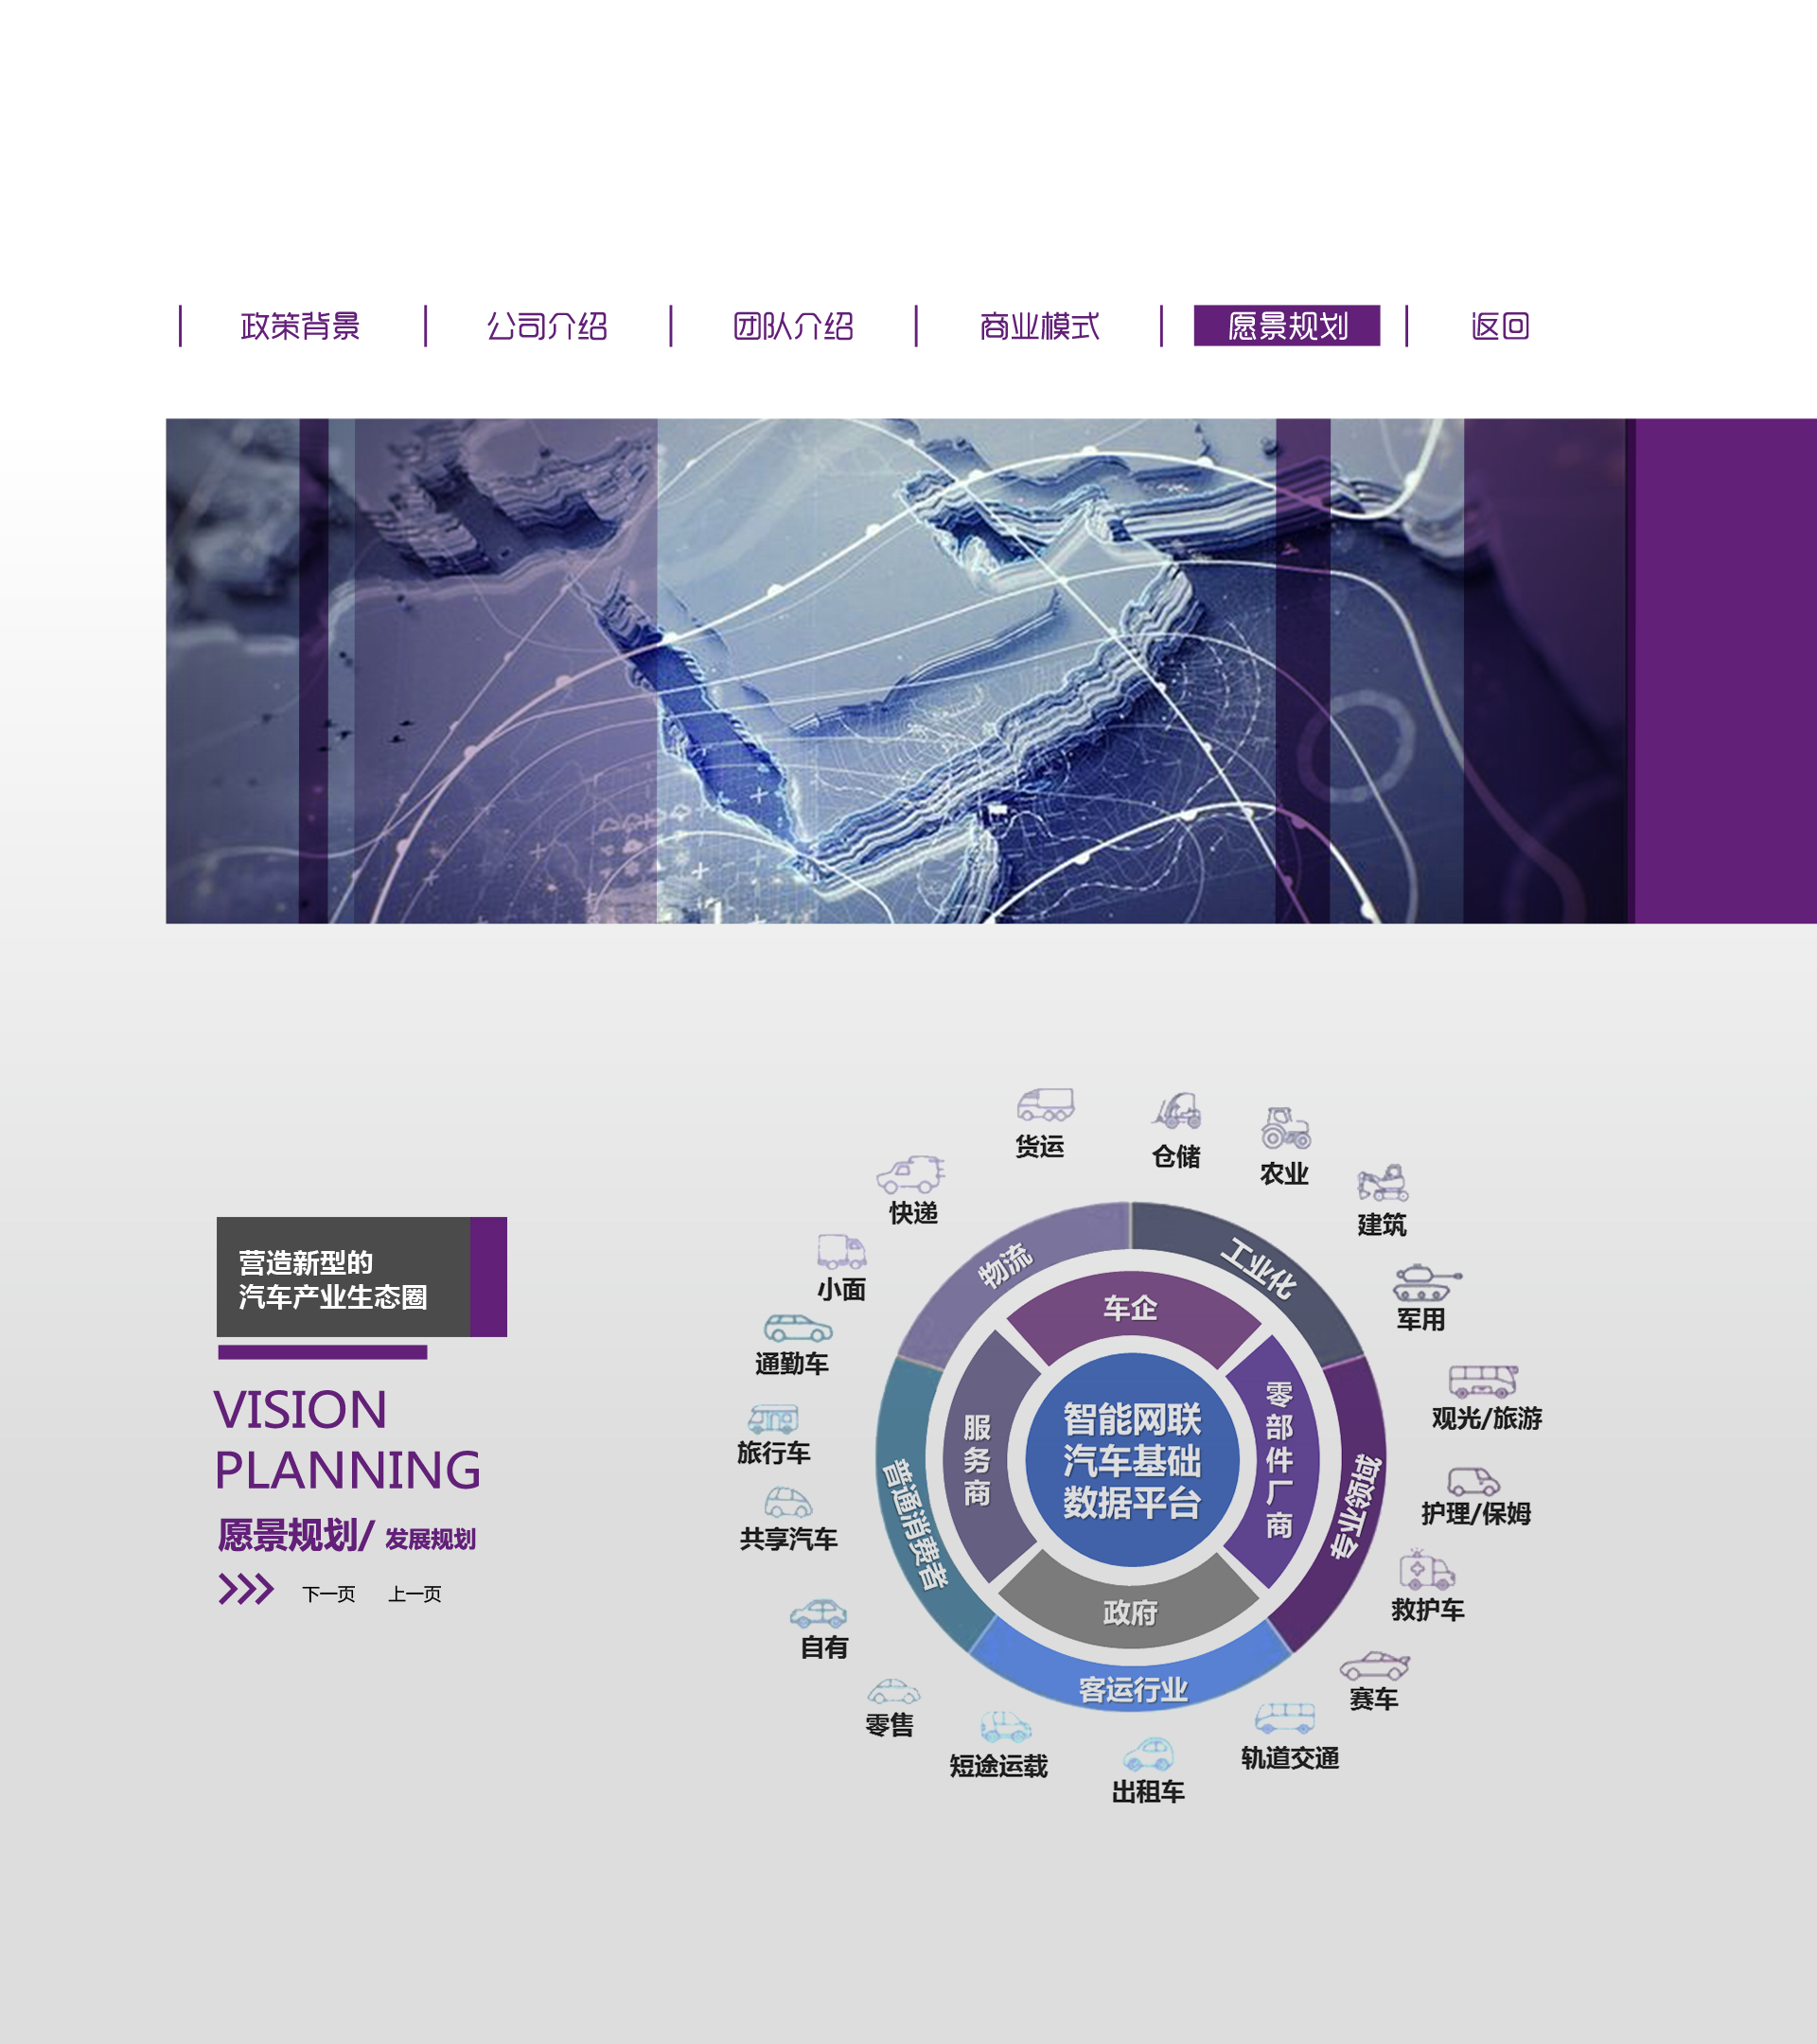 政策背景
公司介绍
团队介绍
商业模式
愿景规划
返回
营造新型的
汽车产业生态圈
VISION
PLANNING
愿景规划/ 发展规划
下一页 上一页
货运
仓储
农业
建筑
军用
观光/旅游
护理/保姆
救护车
赛车
轨道交通
出租车
短途运载
零售
自有
共享汽车
旅行车
通勤车
小面
快递
物流
工业化
专业领域
客运行业
普通消费者
车企
零部件厂商
政府
服务商
智能网联
汽车基础
数据平台